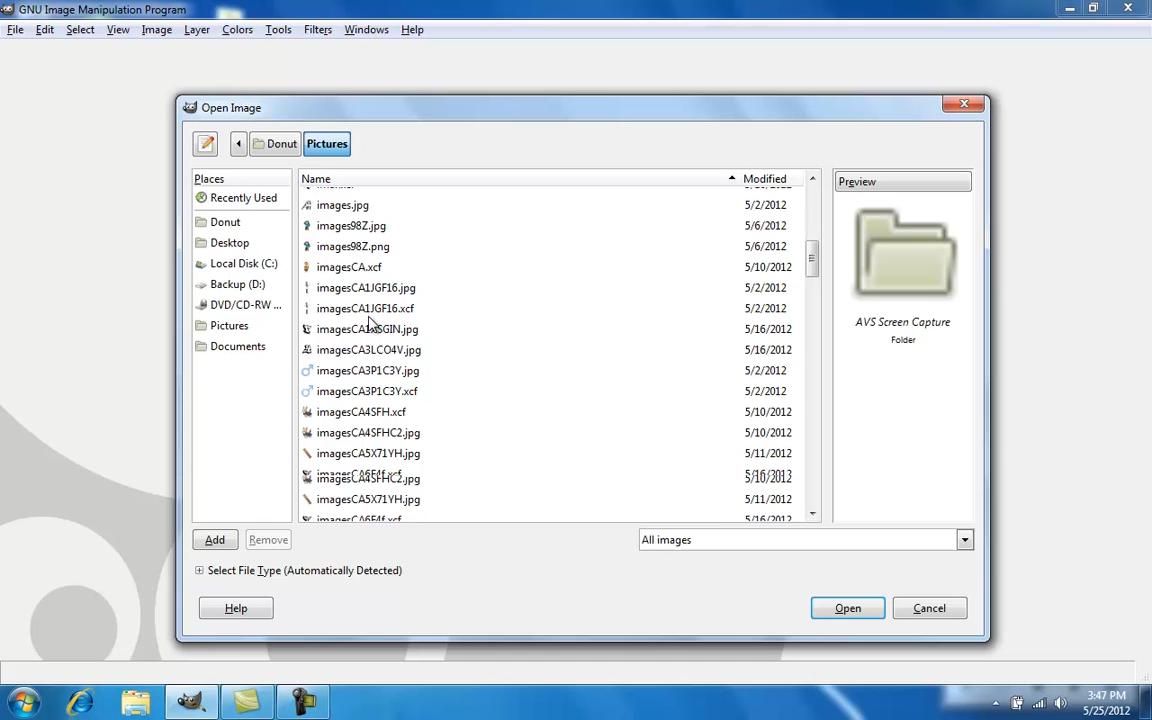 GNU Image Manipulation Program
File Edit Select View Image Layer Colors Tools Filters Windows Help
Open Image
Donut Pictures
Places
Recently Used
Donut
Desktop
Local Disk (C:)
Backup (D:)
DVD/CD-RW ...
Pictures
Documents
Name Modified
images.jpg 5/2/2012
images98Z.jpg 5/6/2012
images98Z.png 5/6/2012
imagesCA.xcf 5/10/2012
imagesCA1JGF16.jpg 5/2/2012
imagesCA1JGF16.xcf 5/2/2012
5/16/2012
imagesCA3LCO4V.jpg 5/16/2012
imagesCA3P1C3Y.jpg 5/2/2012
imagesCA3P1C3Y.xcf 5/2/2012
imagesCA4SFH.xcf 5/10/2012
imagesCA4SFHC2.jpg 5/10/2012
imagesCA5X71YH.jpg 5/11/2012
imagesCA4SFHC2.jpg 5/10/2012
imagesCA5X71YH.jpg 5/11/2012
imagesCA6F4f.xcf 5/16/2012
Preview
AVS Screen Capture
Folder
Add Remove
All images
Select File Type (Automatically Detected)
Help Open Cancel
3:47 PM
5/25/2012